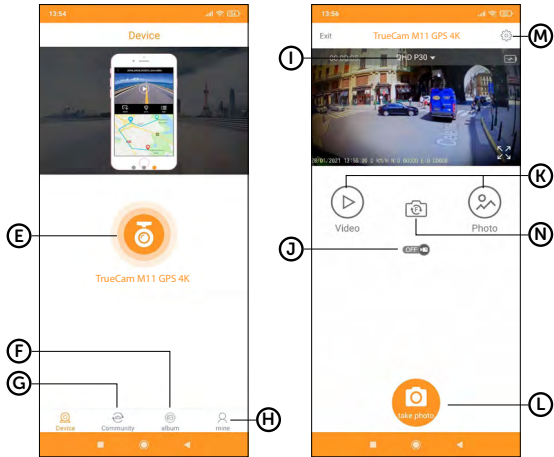 13:54
Device
E
TrueCam M11 GPS 4K
F
G
H
Device Community album mine
13:56
Exit TrueCam M11 GPS 4K
M
I
QHD P30
K
Video Photo
N
J
OFF
L
take photo